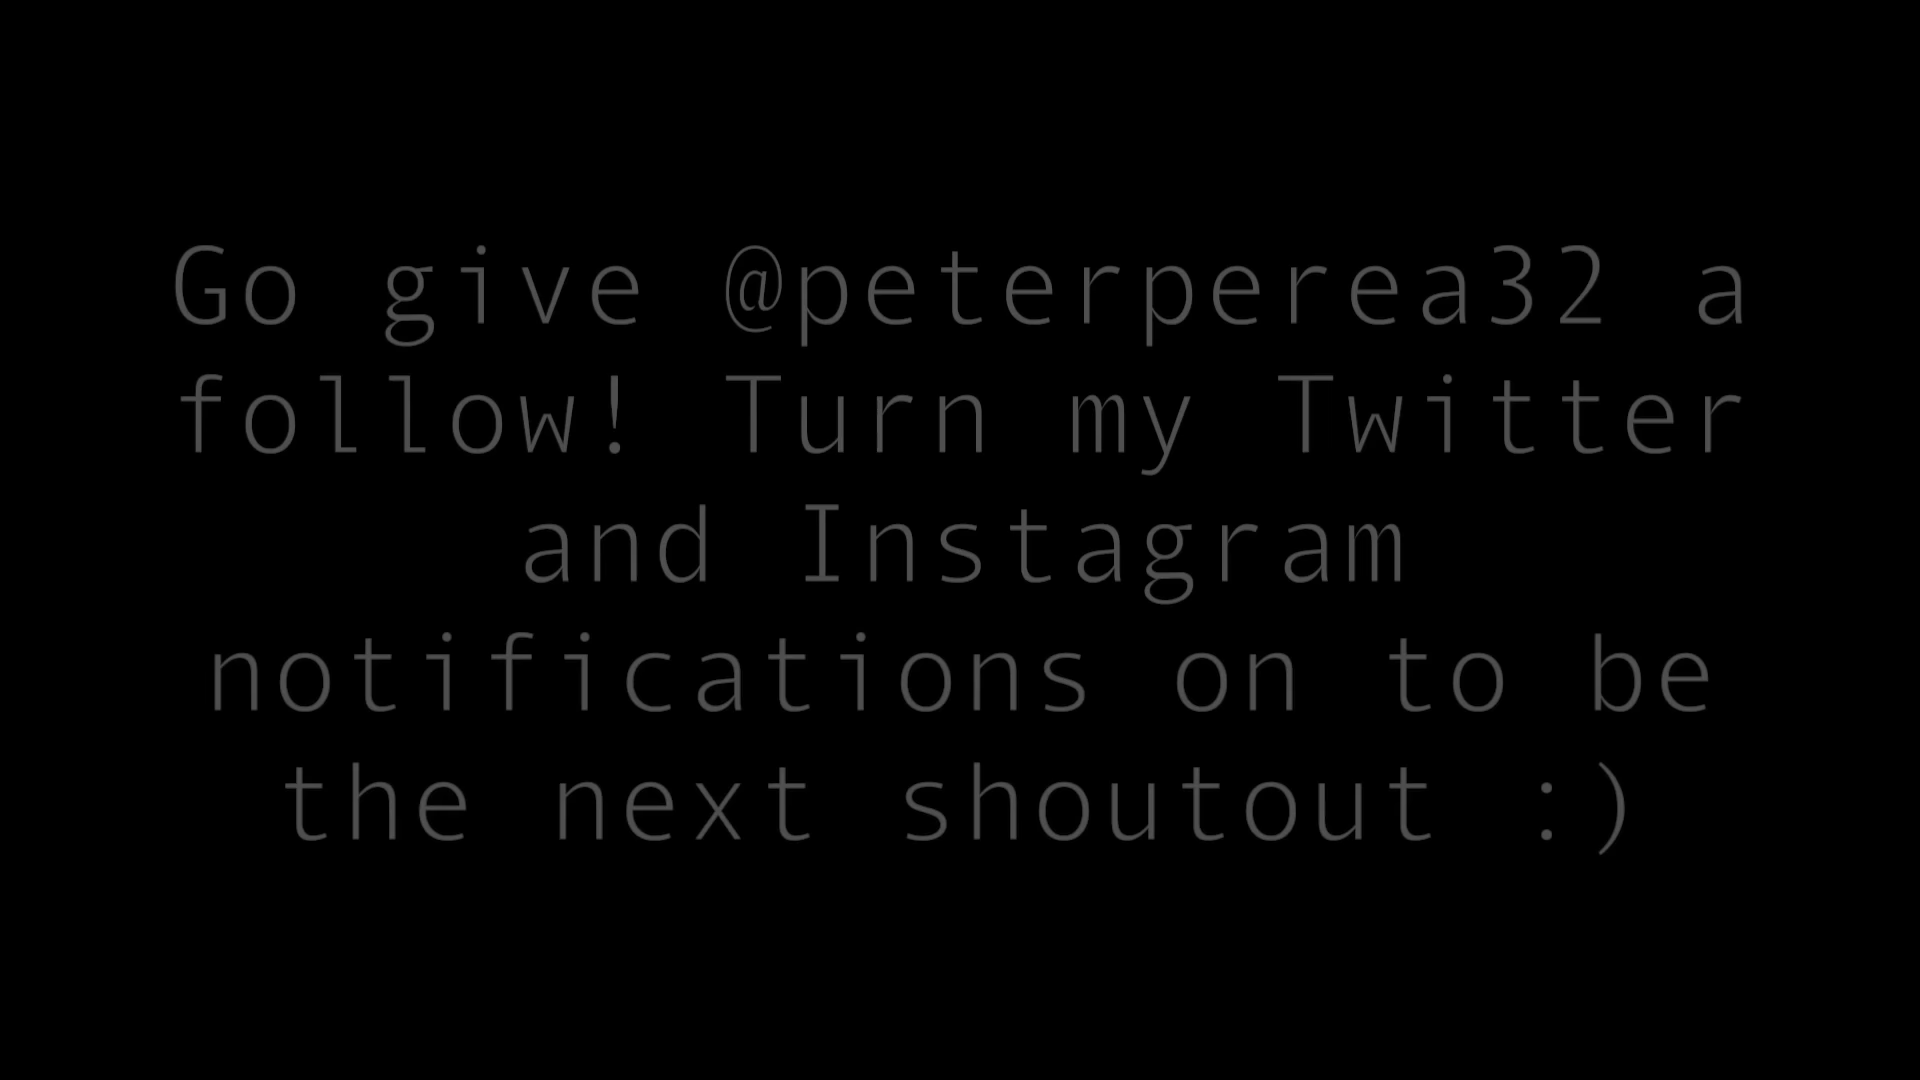 Go give @peterperea32 a
follow! Turn my Twitter
and Instagram
notifications on to be
the next shoutout :)